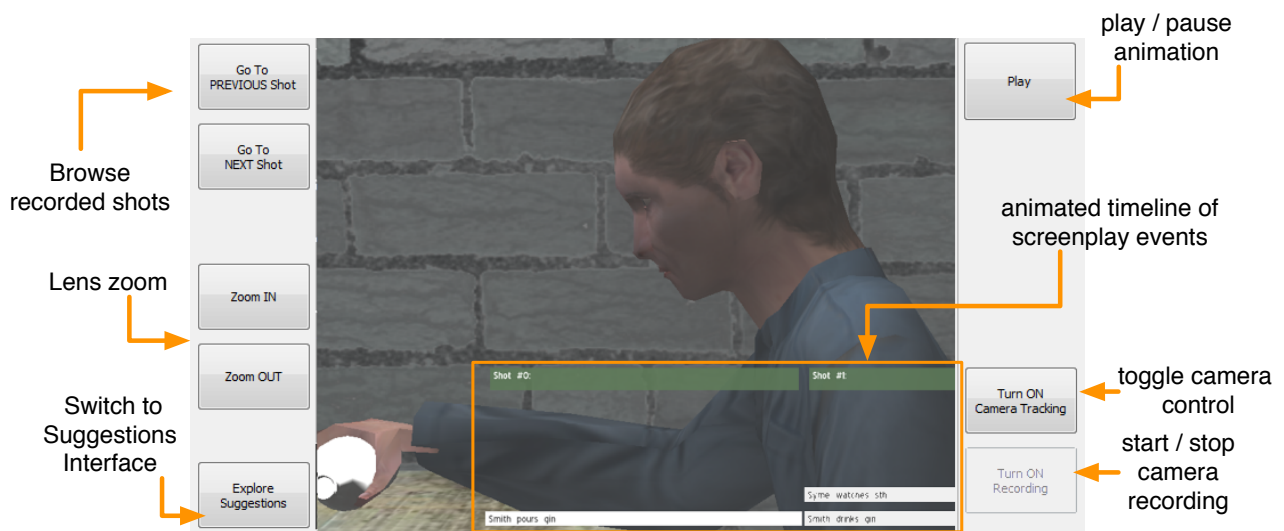 play / pause
animation
Go To
PREVIOUS Shot
Play
Go To
NEXT Shot
Browse
recorded shots
animated timeline of
screenplay events
Lens zoom
Zoom IN
Zoom OUT
Shot #0:
Shot #1:
Turn ON
Camera Tracking
toggle camera
control
Switch to
Suggestions
Interface
start / stop
camera
recording
Turn ON
Recording
Explore
Suggestions
Syme watches sth
Smith pours gin
Smith drinks gin